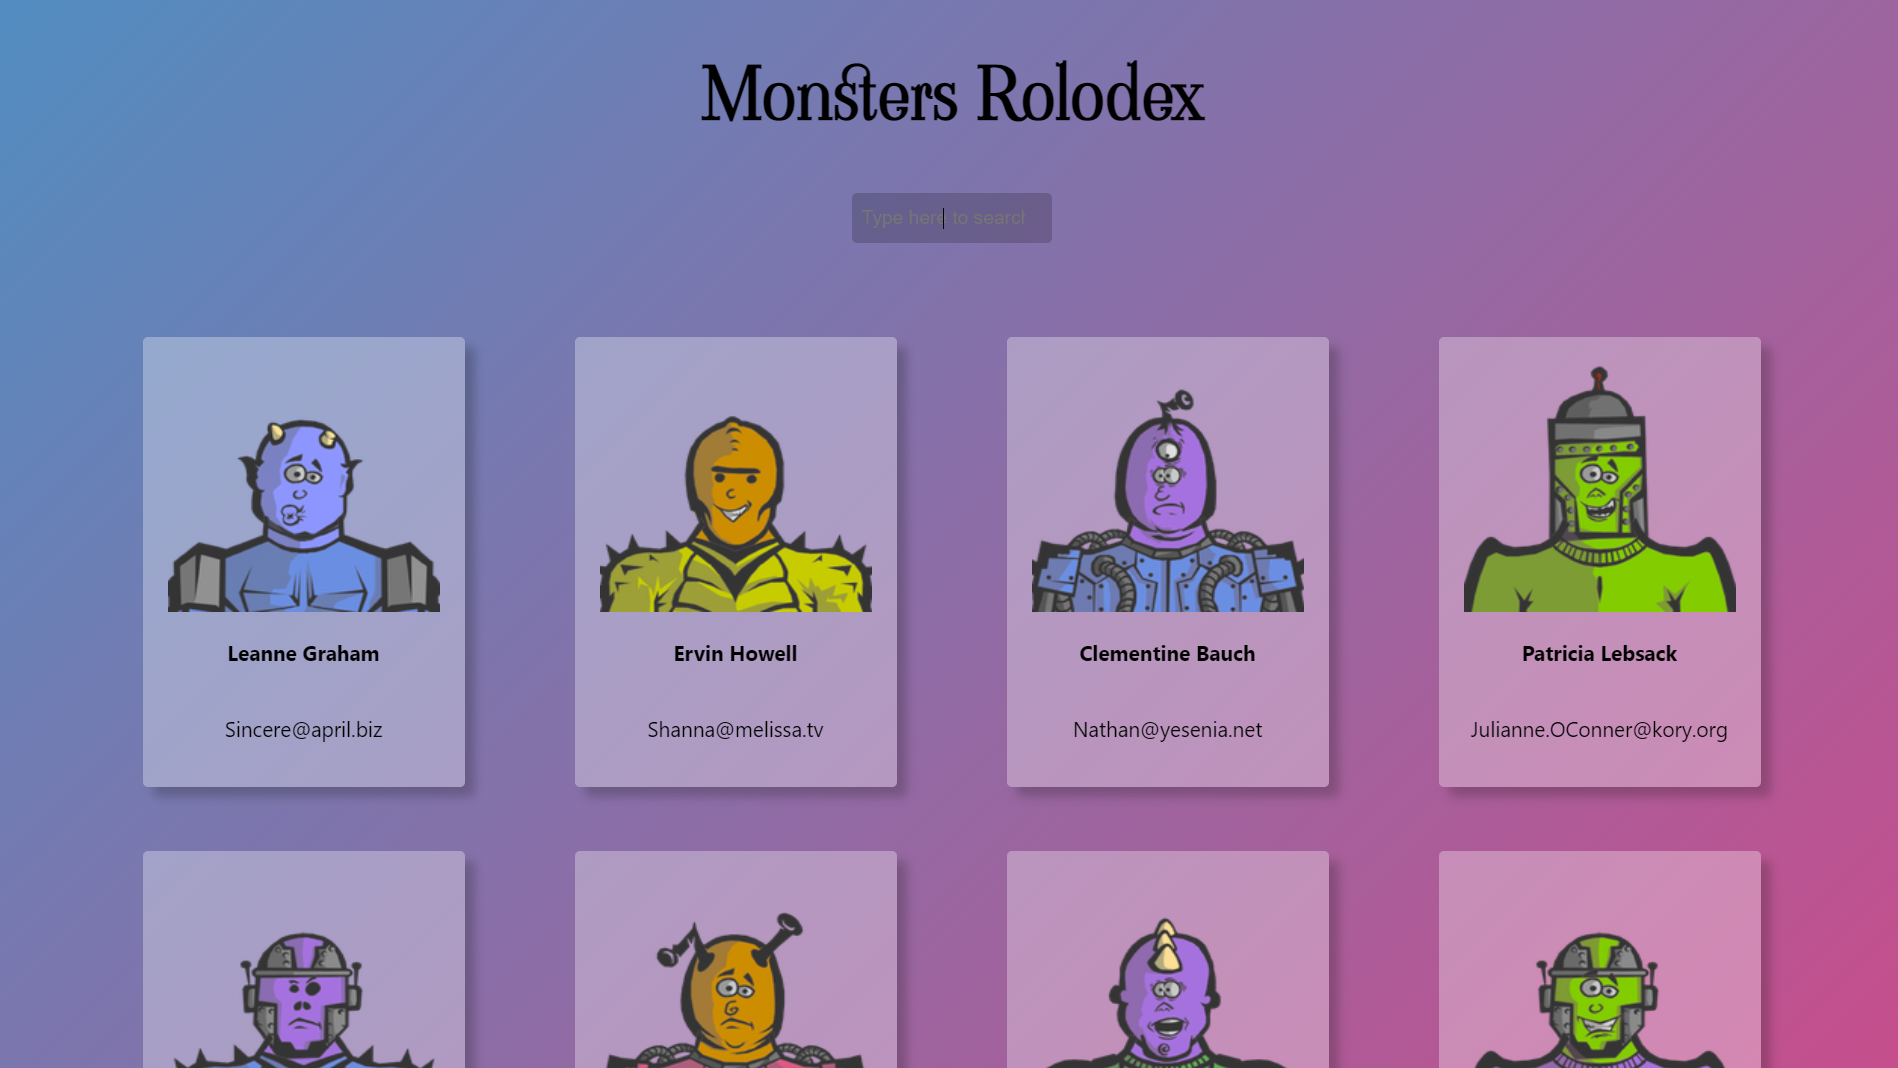 Monsters Rolodex
Type here to search
Leanne Graham
Ervin Howell
Clementine Bauch
Patricia Lebsack
Sincere@april.biz
Shanna@melissa.tv
Nathan@yesenia.net
Julianne.OConner@kory.org